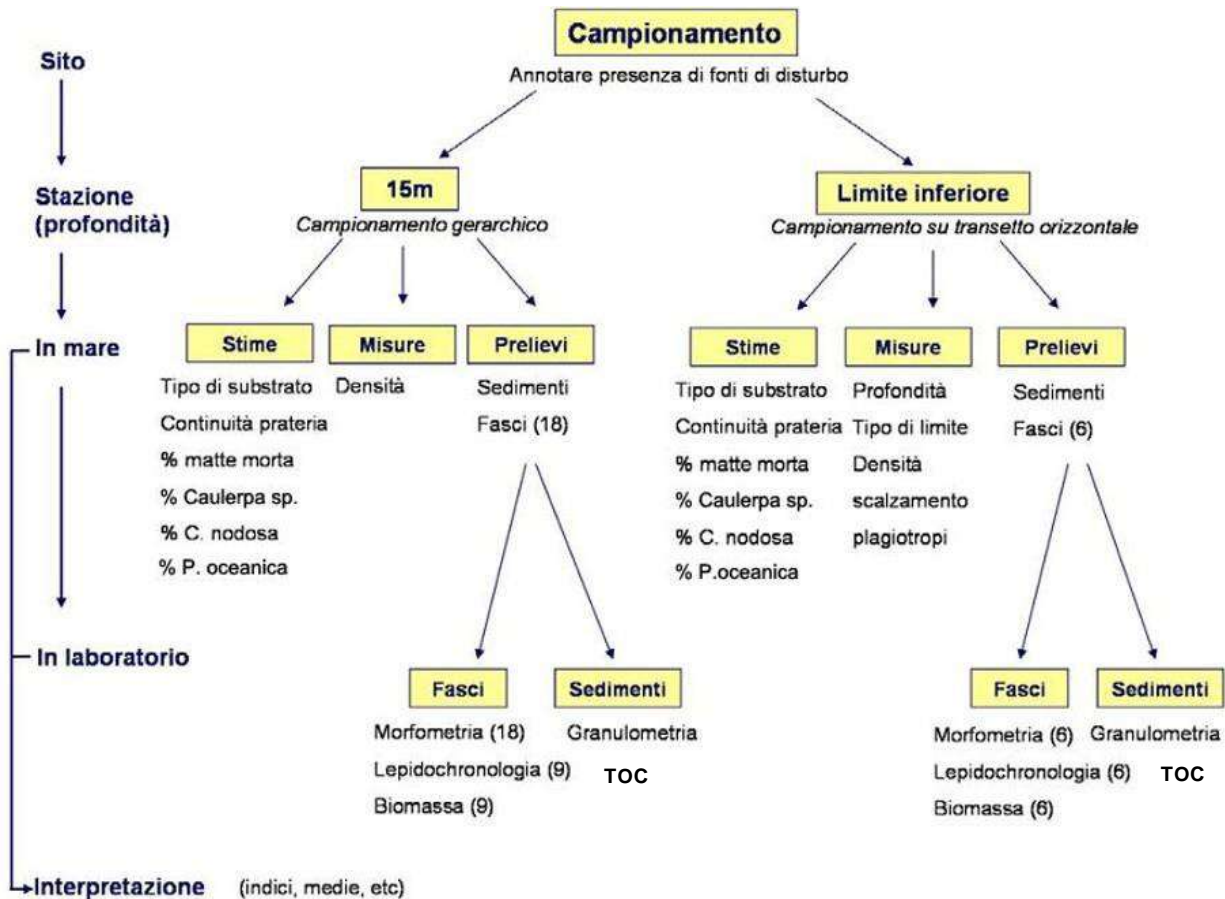 Campionamento
Sito
Annotare presenza di fonti di disturbo
Stazione
(profondità)
15m
Campionamento gerarchico
Limite inferiore
Campionamento su transetto orizzontale
In mare
Stime
Tipo di substrato
Continuità prateria
% matte morta
% Caulerpa sp.
% C. nodosa
% P. oceanica
Misure
Densità
Prelievi
Sedimenti
Fasci (18)
Stime
Tipo di substrato
Continuità prateria
% matte morta
% Caulerpa sp.
% C. nodosa
% P.oceanica
Misure
Profondità
Tipo di limite
Densità
scalzamento
plagiotropi
Prelievi
Sedimenti
Fasci (6)
In laboratorio
Fasci
Morfometria (18)
Lepidochronologia (9)
Biomassa (9)
Sedimenti
Granulometria
TOC
Fasci
Morfometria (6)
Lepidochronologia (6)
Biomassa (6)
Sedimenti
Granulometria
TOC
Interpretazione (indici, medie, etc)